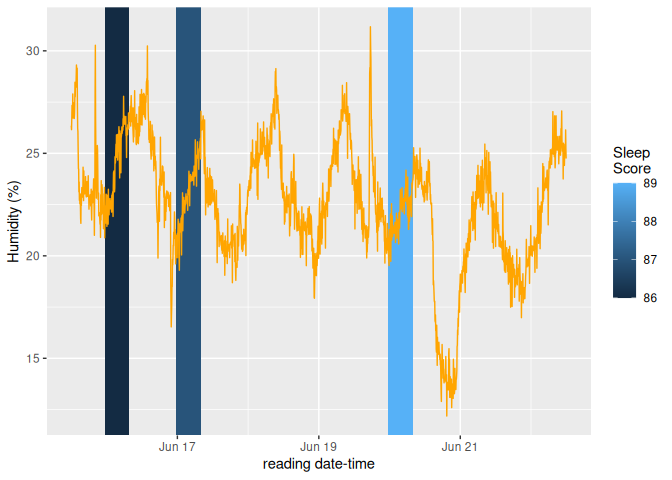 30
25
20
15
Humidity (%)
Jun 17
Jun 19
Jun 21
reading date-time
Sleep
Score
89
88
87
86